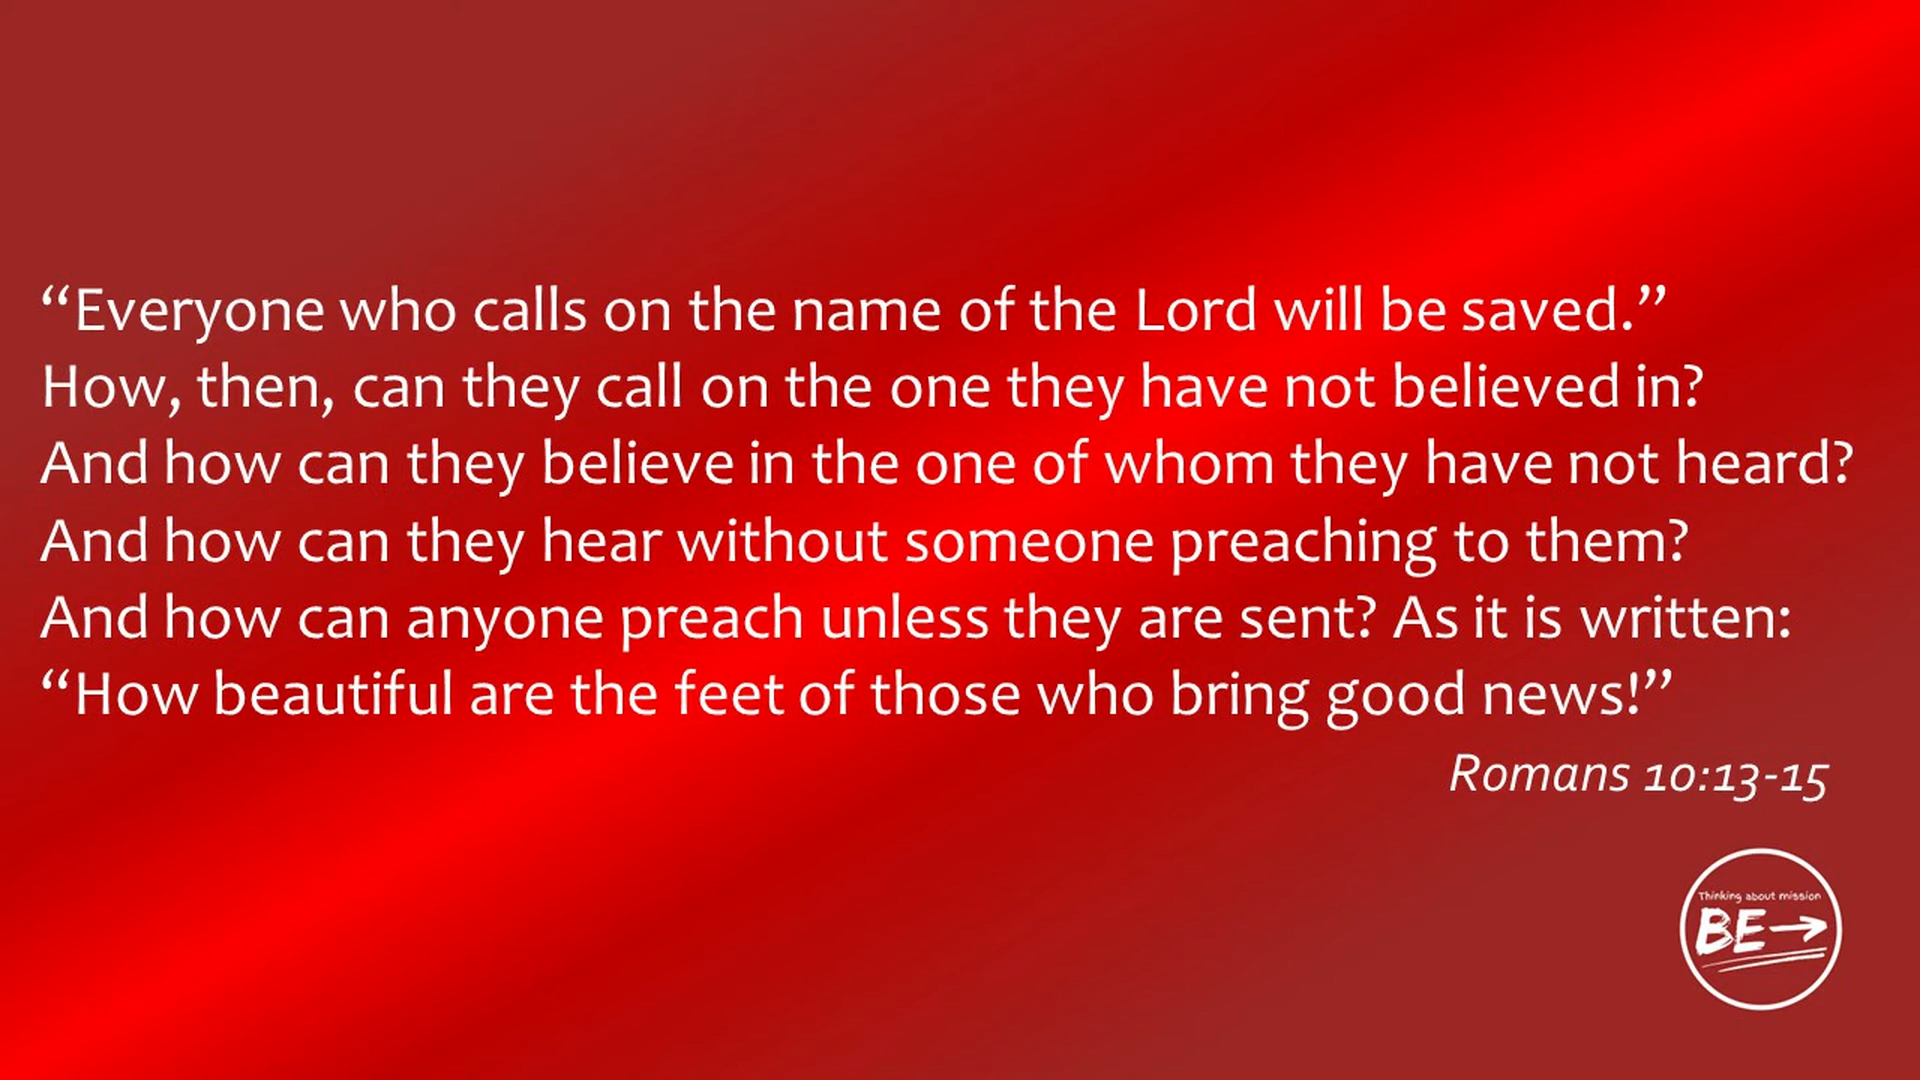 “Everyone who calls on the name of the Lord will be saved.”
How, then, can they call on the one they have not believed in?
And how can they believe in the one of whom they have not heard?
And how can they hear without someone preaching to them?
And how can anyone preach unless they are sent? As it is written:
“How beautiful are the feet of those who bring good news!”
Romans 10:13-15
Thinking about mission
BE